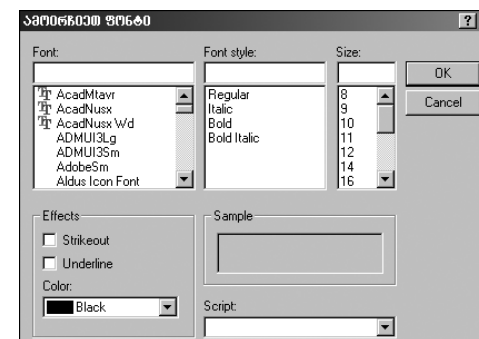 ამოირჩიეთ ფონტი
Font: Font style: Size:
OK
Cancel
AcadMtavr Regular 8
AcadNusx Italic 9
AcadNusx Wd Bold 10
ADMUI3Lg Bold Italic 11
ADMUI3Sm 12
AdobeSm 14
Aldus Icon Font 16
Effects Sample
Strikeout
Underline
Color:
Black
Script: